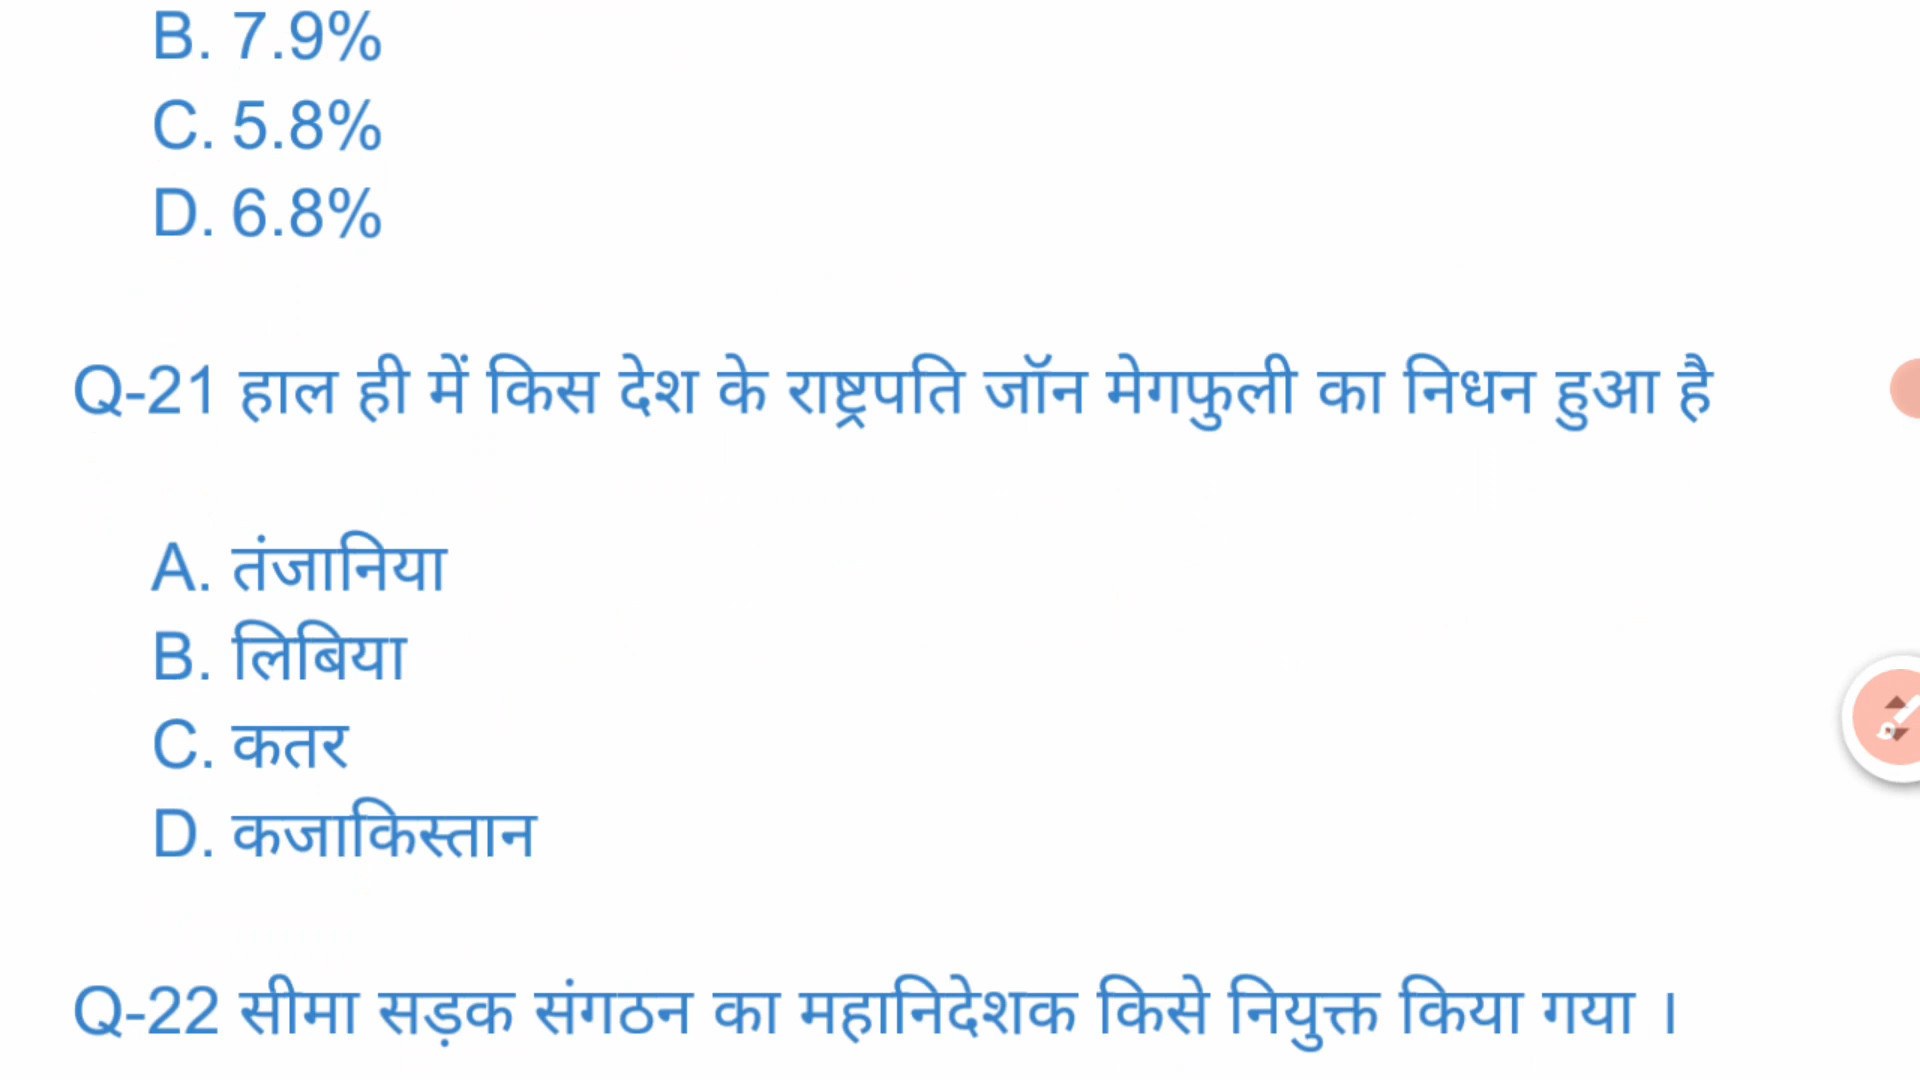 B. 7.9%
C. 5.8%
D. 6.8%
Q-21 हाल ही में किस देश के राष्ट्रपति जॉन मेगफुली का निधन हुआ है
A. तंजानिया
B. लिबिया
C. कतर
D. कजाकिस्तान
Q-22 सीमा सड़क संगठन का महानिदेशक किसे नियुक्त किया गया ।